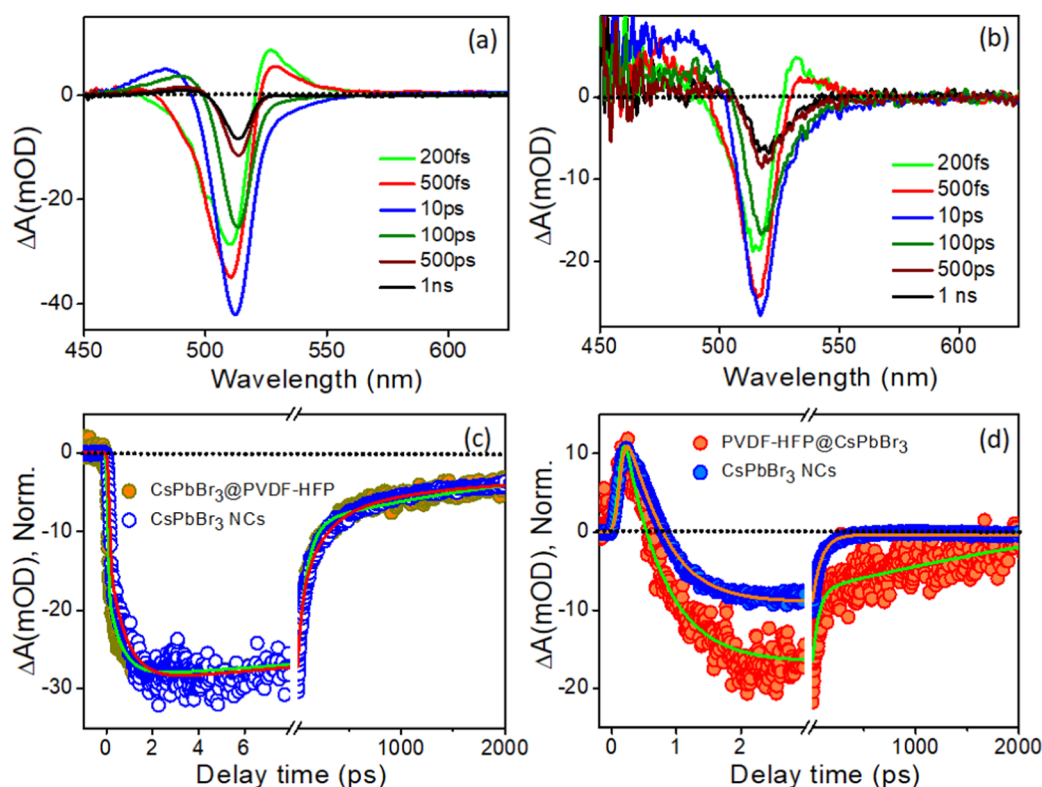 (a)
0
-20
-40
ΔA(mOD)
200fs
500fs
10ps
100ps
500ps
1ns
450 500 550 600
Wavelength (nm)
(b)
10
0
-10
-20
ΔA(mOD)
200fs
500fs
10ps
100ps
500ps
1 ns
450 500 550 600
Wavelength (nm)
(c)
0
-10
-20
-30
ΔA(mOD), Norm.
CsPbBr3@PVDF-HFP
CsPbBr3 NCs
0 2 4 6 1000 2000
Delay time (ps)
(d)
10
0
-10
-20
ΔA(mOD), Norm.
PVDF-HFP@CsPbBr3
CsPbBr3 NCs
0 1 2 1000 2000
Delay time (ps)